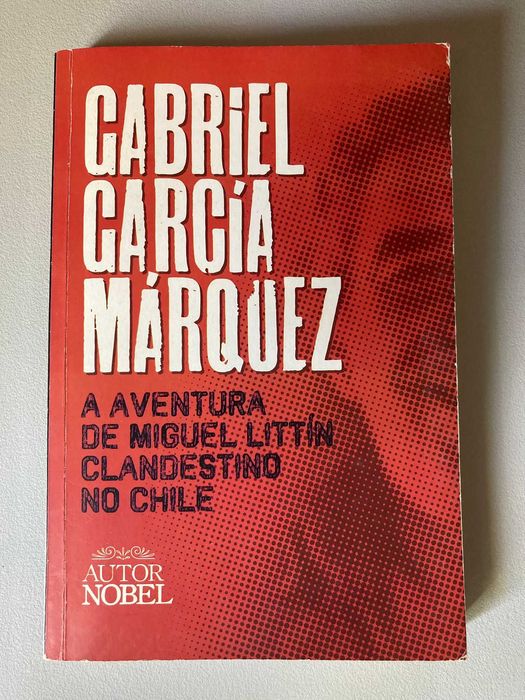 GABRIEL
GARCÍA
MÁRQUEZ
A AVENTURA
DE MIGUEL LITTÍN
CLANDESTINO
NO CHILE
AUTOR
NOBEL